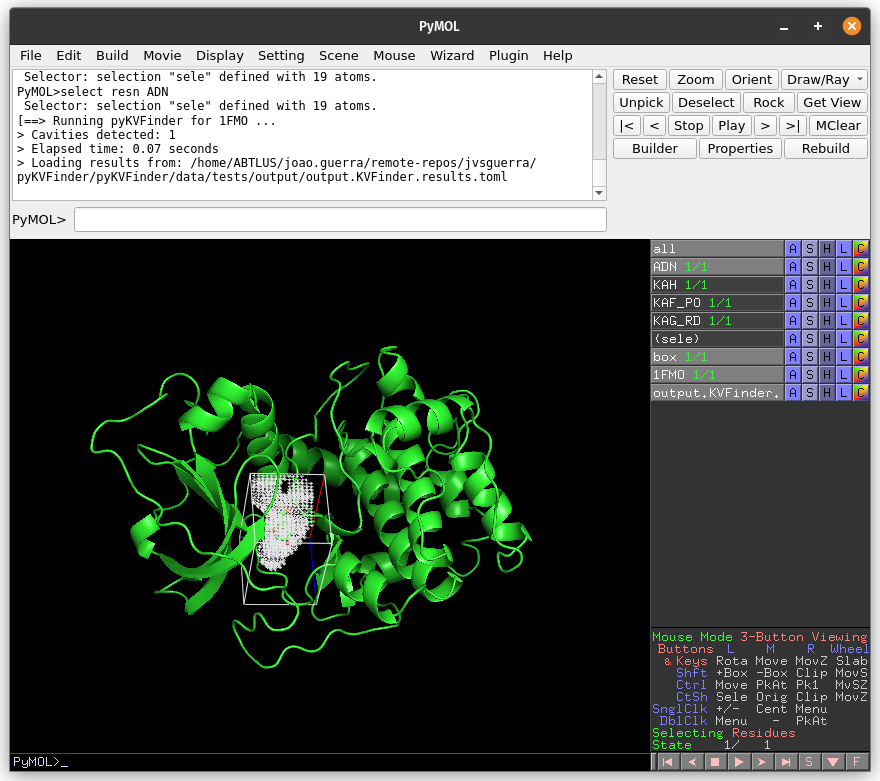 PyMOL
File Edit Build Movie Display Setting Scene Mouse Wizard Plugin Help
Selector: selection "sele" defined with 19 atoms.
PyMOL>select resn ADN
Selector: selection "sele" defined with 19 atoms.
[==> Running pyKVFinder for 1FMO ...
> Cavities detected: 1
> Elapsed time: 0.07 seconds
> Loading results from: /home/ABTLUS/joao.guerra/remote-repos/jvsguerra/
pyKVFinder/pyKVFinder/data/tests/output/output.KVFinder.results.toml
Reset Zoom Orient Draw/Ray
Unpick Deselect Rock Get View
|< < Stop Play > >| MClear
Builder Properties Rebuild
PyMOL>
all A S H L C
ADN 1/1 A S H L C
KAH 1/1 A S H L C
KAF_PO 1/1 A S H L C
KAG_RD 1/1 A S H L C
(sele) A S H L C
box 1/1 A S H L C
1FMO 1/1 A S H L C
output.KVFinder. A S H L C
Mouse Mode 3-Button Viewing
Buttons L M R Wheel
& Keys Rota Move MovZ Slab
Shft +Box -Box Clip MovS
Ctrl Move PkAt Pk1 MvSZ
CtSh Sele Orig Clip MovZ
SnglClk +/- Cent Menu
DblClk Menu - PkAt
Selecting Residues
State 1/ 1
PyMOL>_
S F